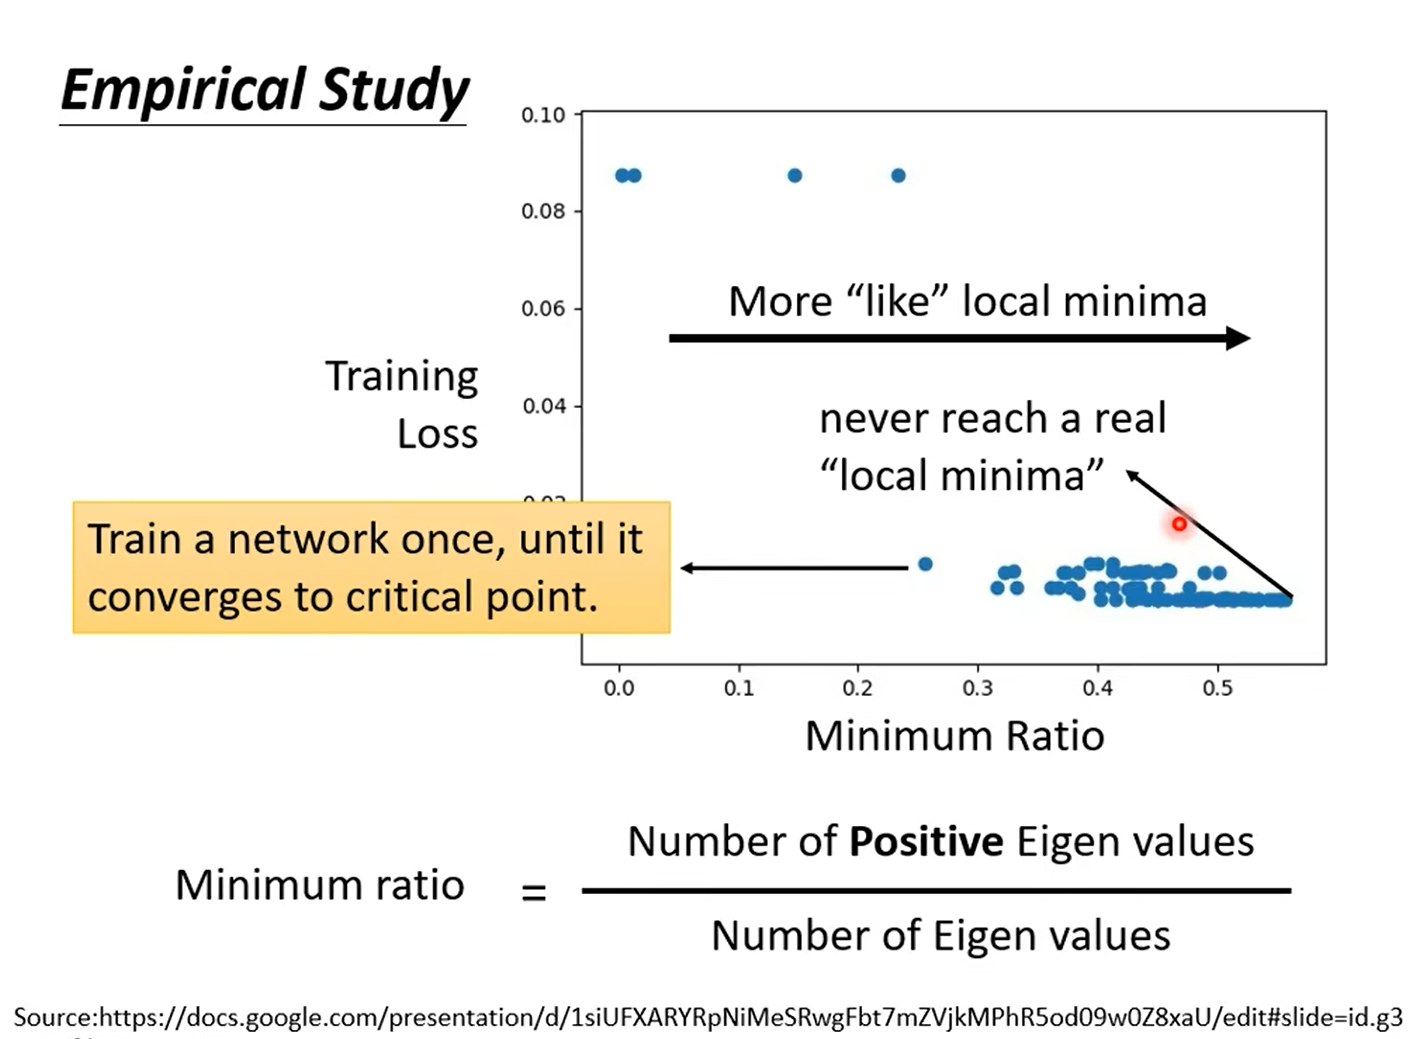 Empirical Study
0.10
0.08
0.06
More “like” local minima
Training
Loss
0.04
never reach a real
“local minima”
Train a network once, until it
converges to critical point.
0.0 0.1 0.2 0.3 0.4 0.5
Minimum Ratio
Minimum ratio
=
Number of Positive Eigen values
Number of Eigen values
Source:https://docs.google.com/presentation/d/1siUFXARYRpNiMeSRwgFbt7mZVjkMPhR5od09w0Z8xaU/edit#slide=id.g3